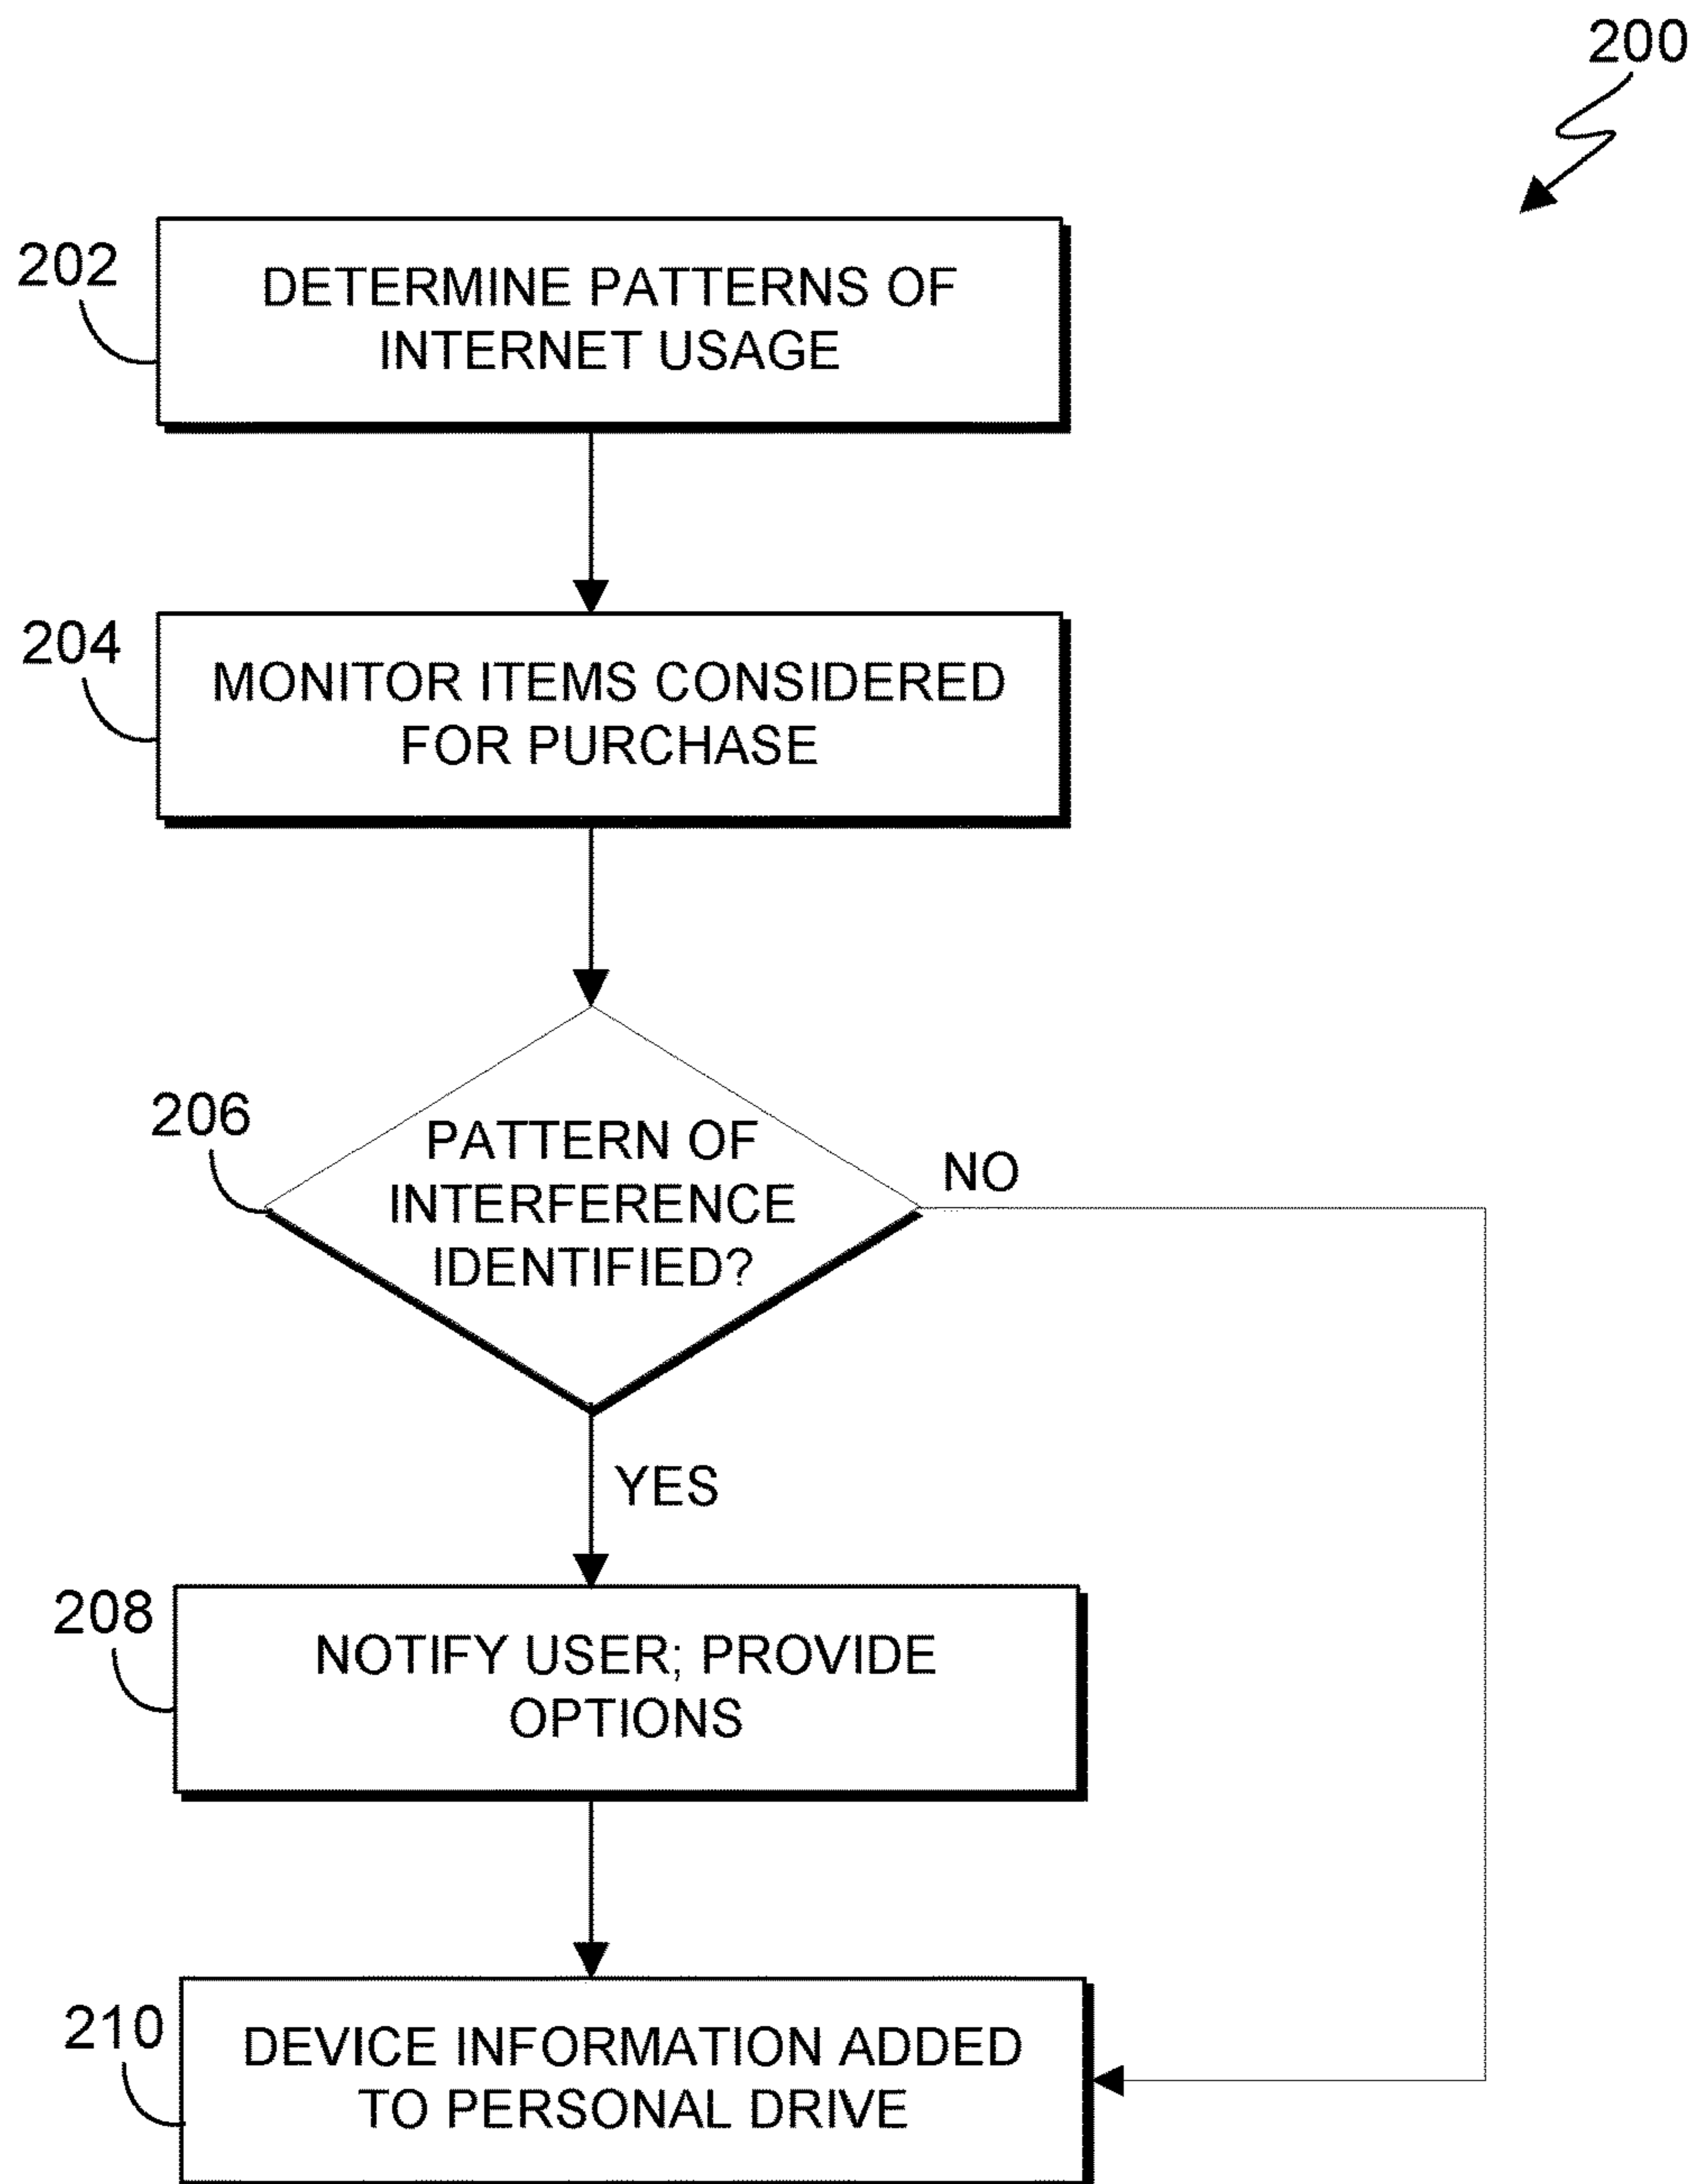 200
202
DETERMINE PATTERNS OF
INTERNET USAGE
204
MONITOR ITEMS CONSIDERED
FOR PURCHASE
206
PATTERN OF
INTERFERENCE
IDENTIFIED?
NO
YES
208
NOTIFY USER; PROVIDE
OPTIONS
210
DEVICE INFORMATION ADDED
TO PERSONAL DRIVE